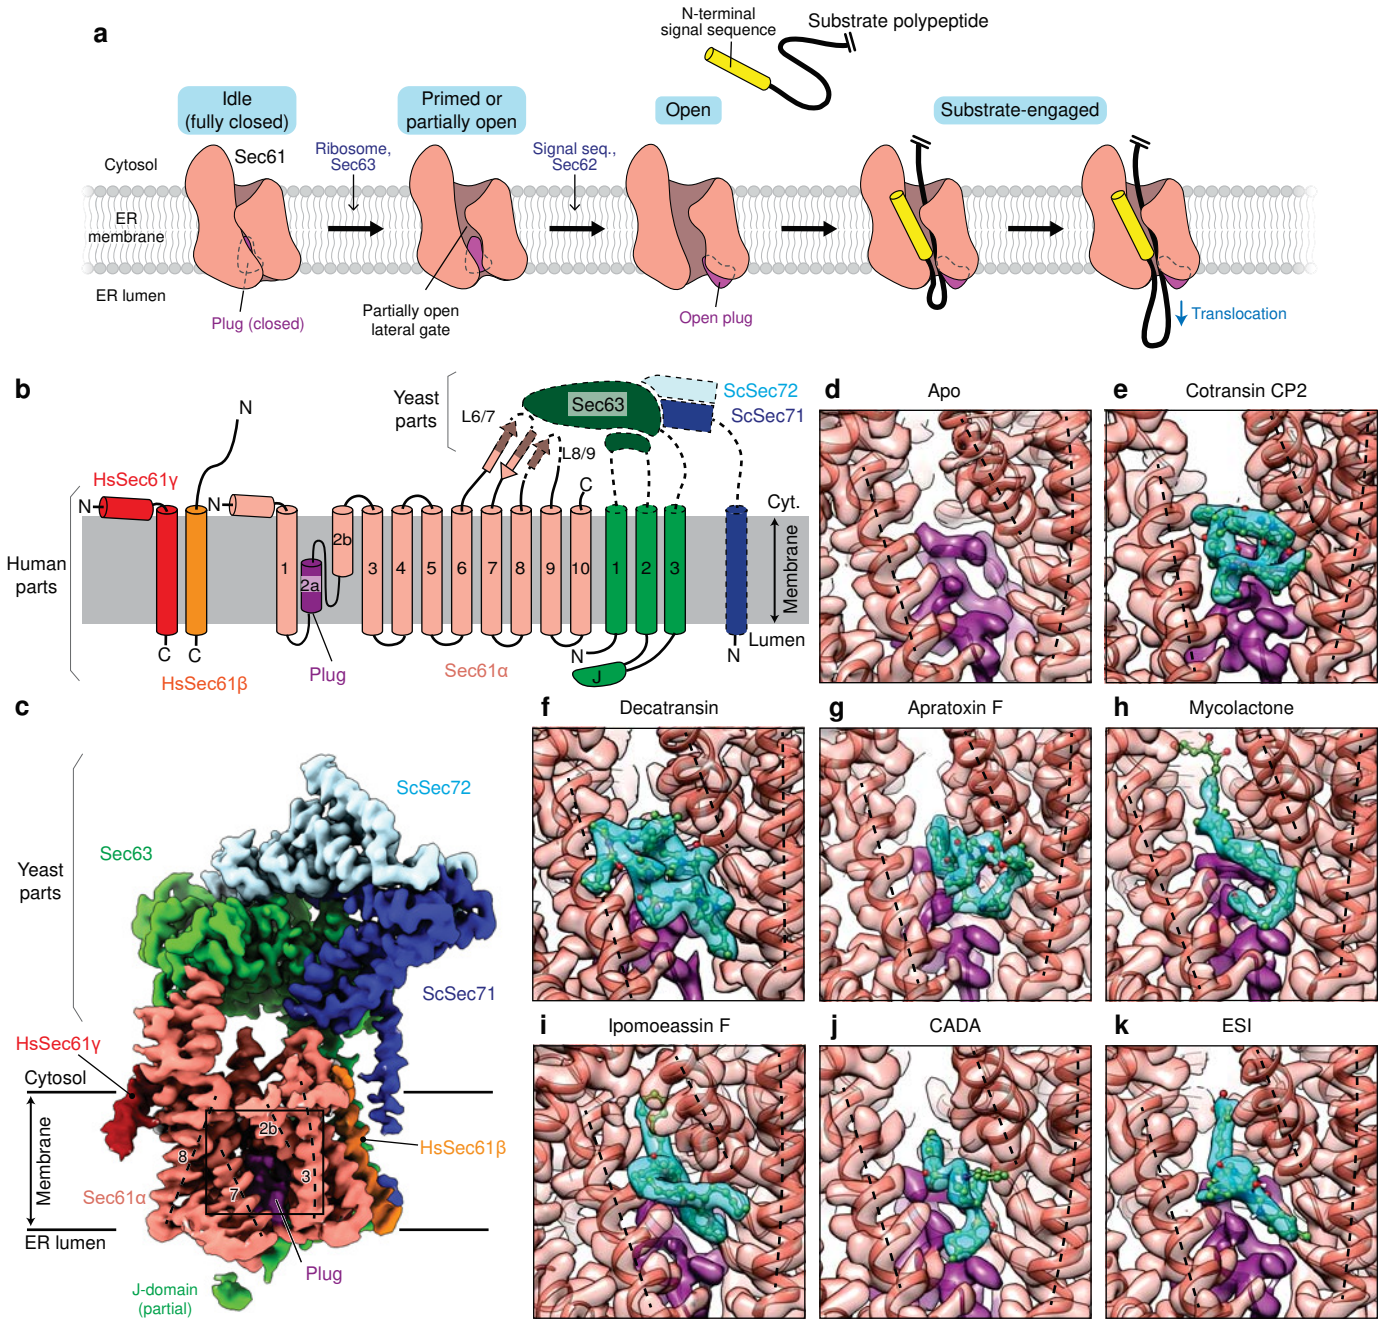 a
N-terminal
signal sequence
Substrate polypeptide
Idle
(fully closed)
Primed or
partially open
Open
Substrate-engaged
Cytosol
Sec61
Ribosome,
Sec63
Signal seq.,
Sec62
ER
membrane
ER lumen
Plug (closed)
Partially open
lateral gate
Open plug
Translocation
b
Yeast
parts
L6/7
Sec63
ScSec72
ScSec71
L8/9
N
HsSec61γ
N
N
C
Cyt.
Human
parts
1
2a
2b
3
4
5
6
7
8
9
10
1
2
3
Membrane
Lumen
C
C
HsSec61β
Plug
Sec61α
N
J
N
c
Yeast
parts
ScSec72
Sec63
ScSec71
HsSec61γ
Cytosol
Membrane
2b
8
7
3
HsSec61β
Sec61α
ER lumen
Plug
J-domain
(partial)
d
Apo
e
Cotransin CP2
f
Decatransin
g
Apratoxin F
h
Mycolactone
i
Ipomoeassin F
j
CADA
k
ESI